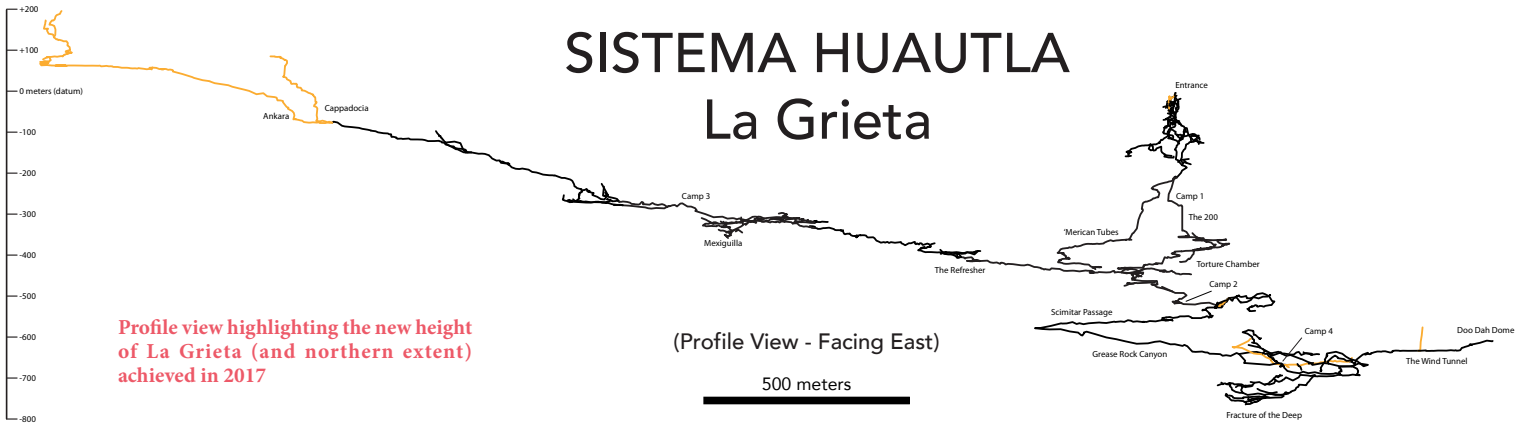 SISTEMA HUAUTLA
La Grieta
+200
+100
0 meters (datum)
-100
-200
-300
-400
-500
-600
-700
-800
Ankara
Cappadocia
Camp 3
Mexiguilla
The Refresher
Entrance
Camp 1
The 200
'Merican Tubes
Torture Chamber
Camp 2
Scimitar Passage
Grease Rock Canyon
Camp 4
Doo Dah Dome
The Wind Tunnel
Fracture of the Deep
Profile view highlighting the new height
of La Grieta (and northern extent)
achieved in 2017
(Profile View - Facing East)
500 meters